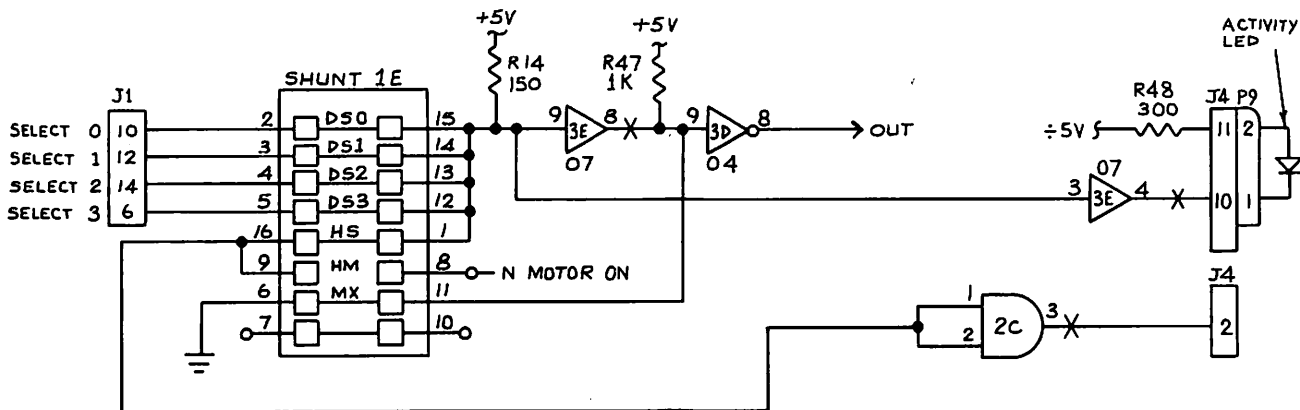 +5V
+5V
ACTIVITY
LED
R14
150
R47
1K
SHUNT 1E
R48
300
J4 P9
J1
SELECT 0 10 2 DS0 15 9 3E 8 9 3D 8 OUT
07 04
÷5V 11 2
SELECT 1 12 3 DS1 14
SELECT 2 14 4 DS2 13
07
SELECT 3 6 5 DS3 12 3 3E 4 10 1
16 HS 1
9 HM 8 N MOTOR ON
6 MX 11
J4
7 10
1
2 2C 3 2